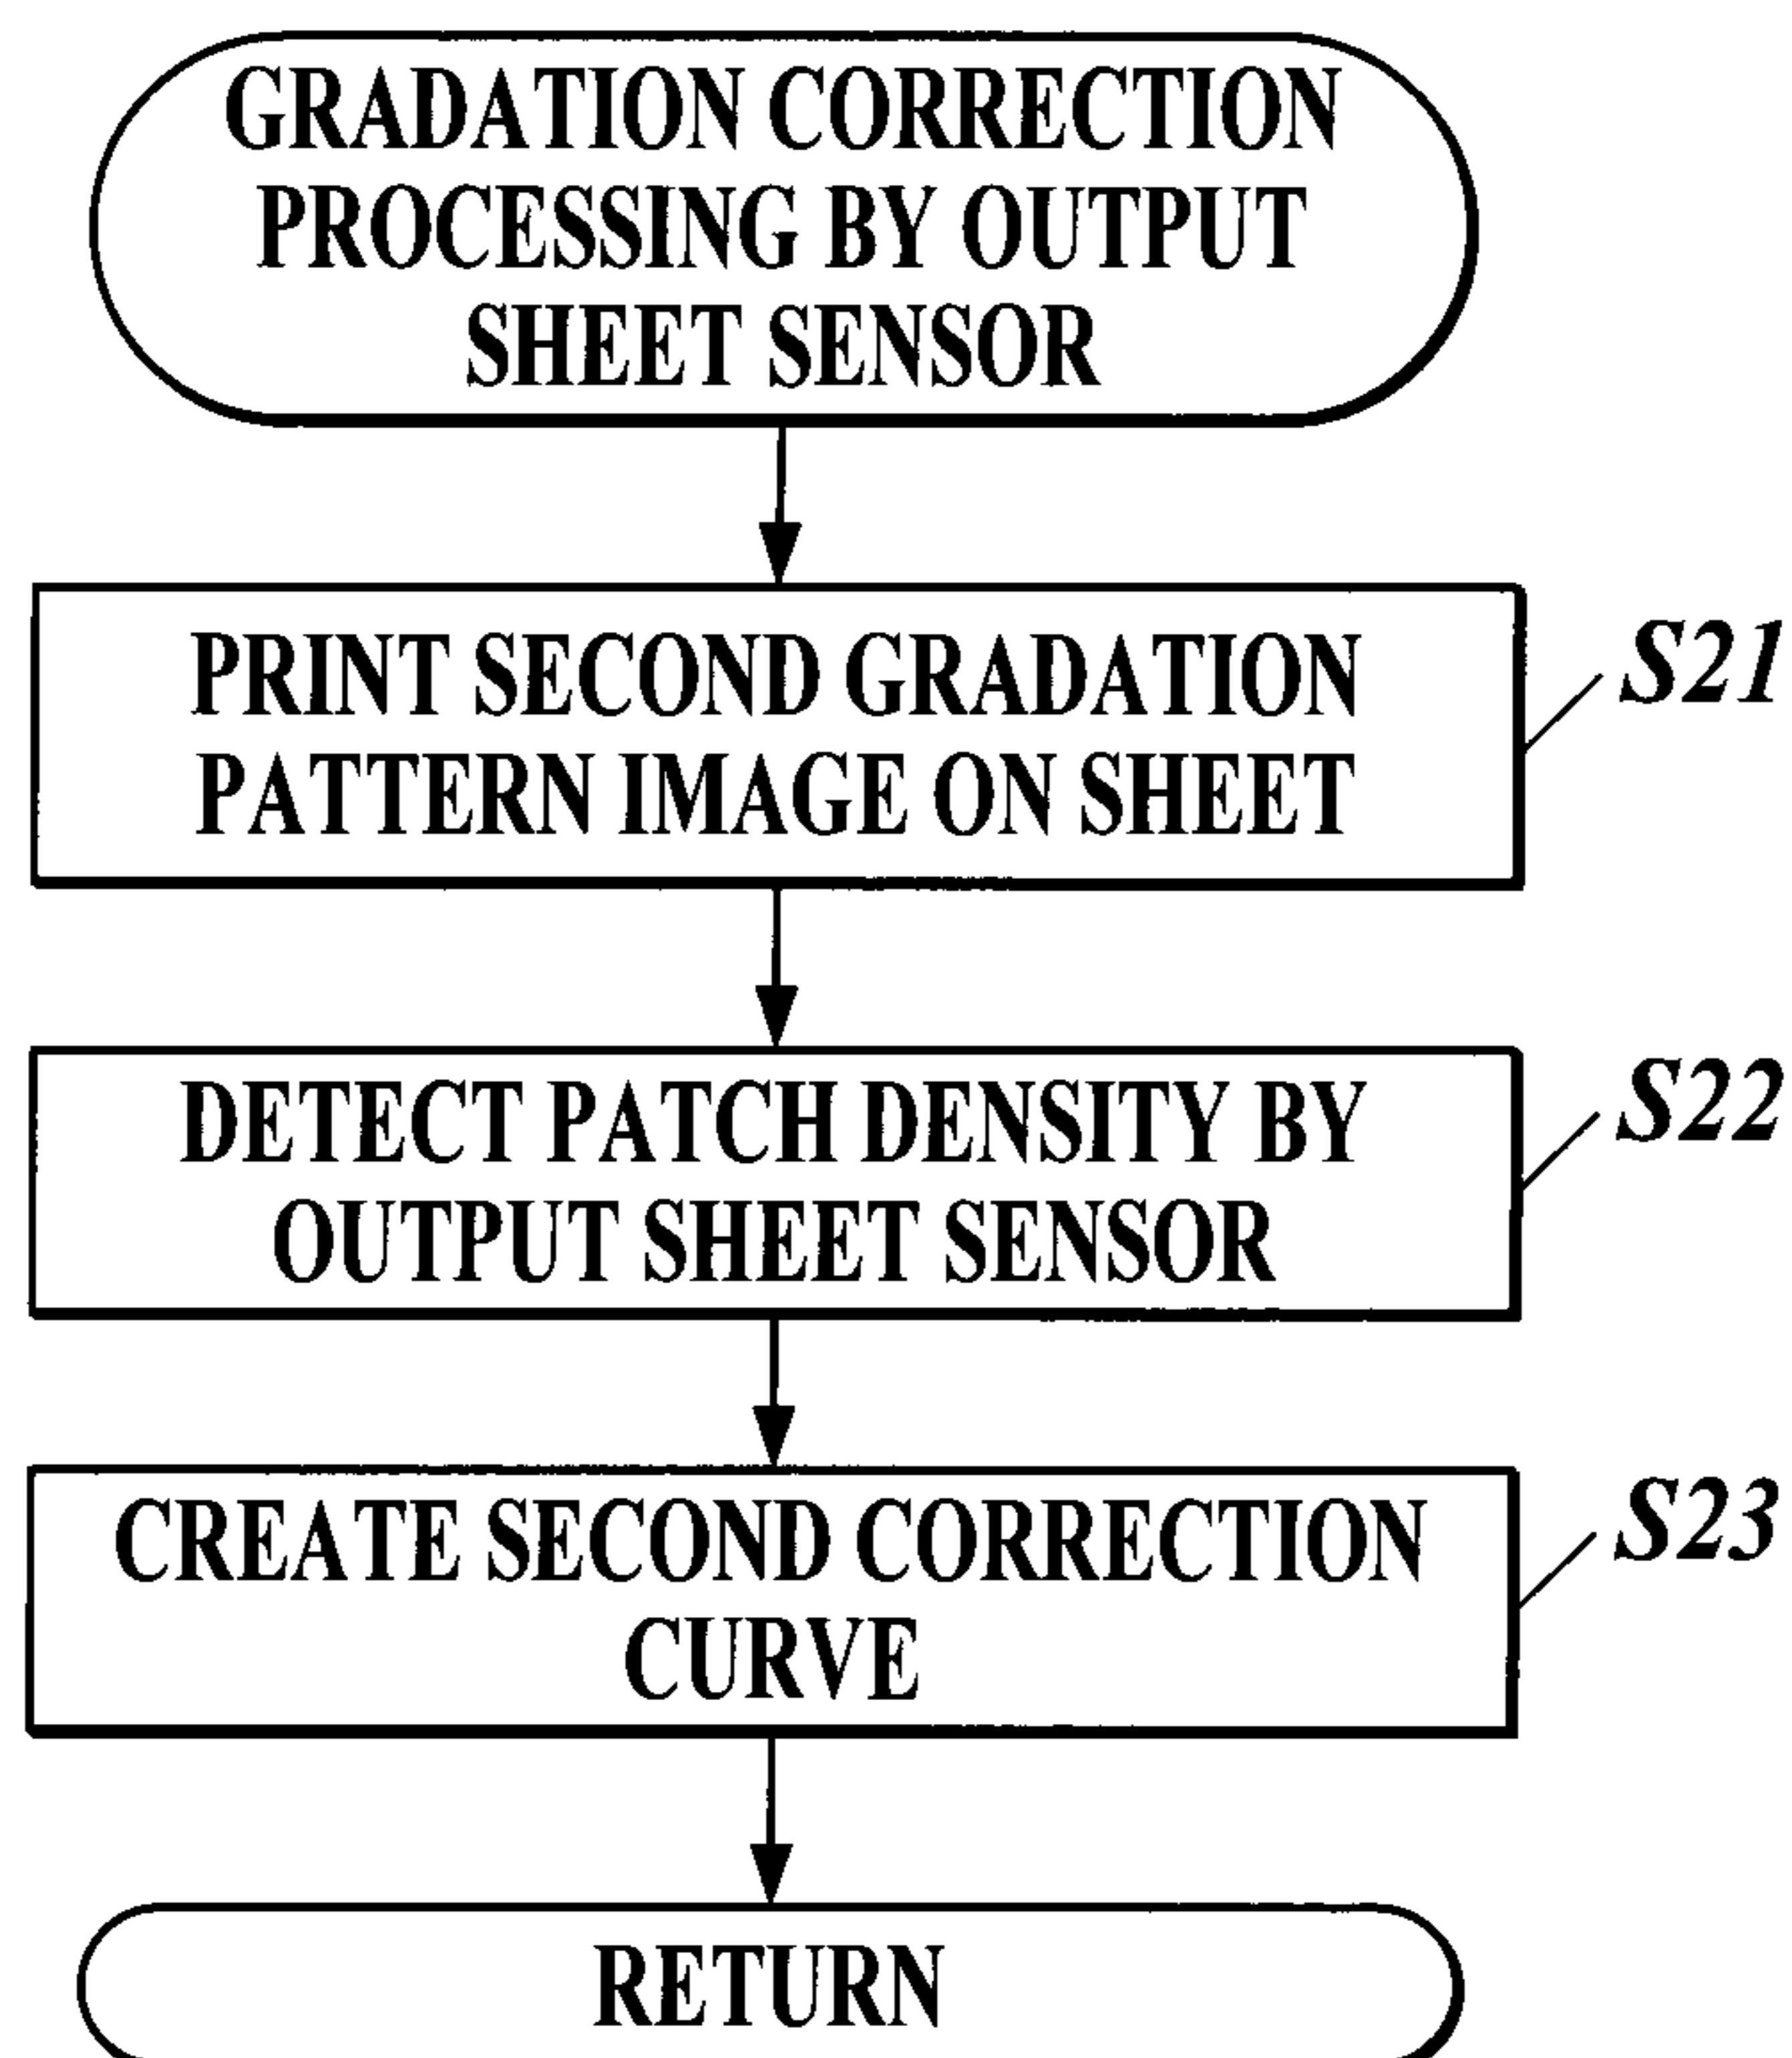 GRADATION CORRECTION
PROCESSING BY OUTPUT
SHEET SENSOR
PRINT SECOND GRADATION
PATTERN IMAGE ON SHEET
S21
DETECT PATCH DENSITY BY
OUTPUT SHEET SENSOR
S22
CREATE SECOND CORRECTION
CURVE
S23
RETURN